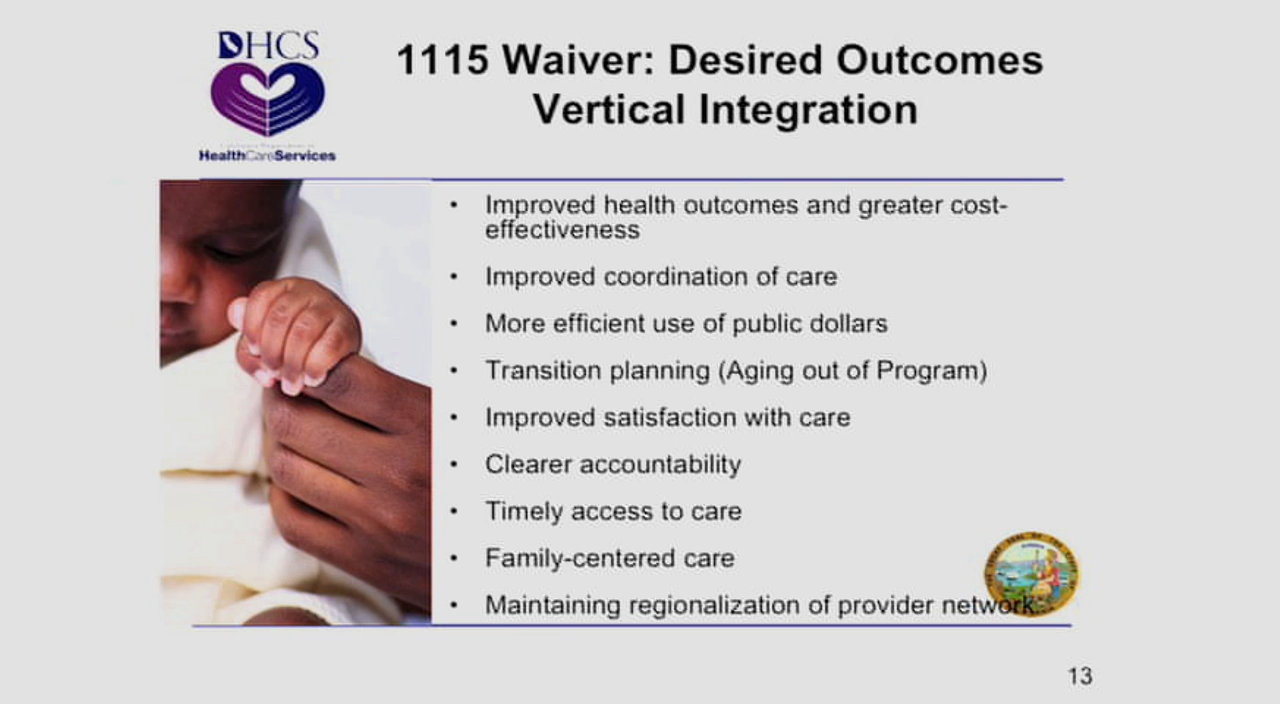 DHCS
HealthCareServices
1115 Waiver: Desired Outcomes
Vertical Integration
• Improved health outcomes and greater cost-
effectiveness
• Improved coordination of care
• More efficient use of public dollars
• Transition planning (Aging out of Program)
• Improved satisfaction with care
• Clearer accountability
• Timely access to care
• Family-centered care
• Maintaining regionalization of provider network
13